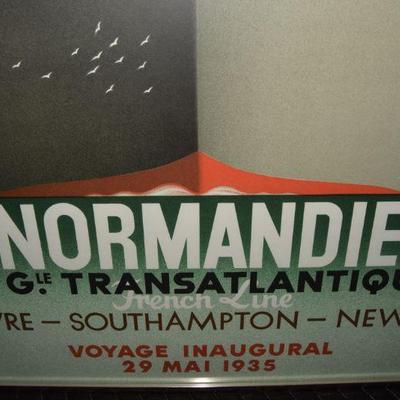 NORMANDIE
GLE TRANSATLANTIQU
French Line
VRE – SOUTHAMPTON – NEW
VOYAGE INAUGURAL
29 MAI 1935